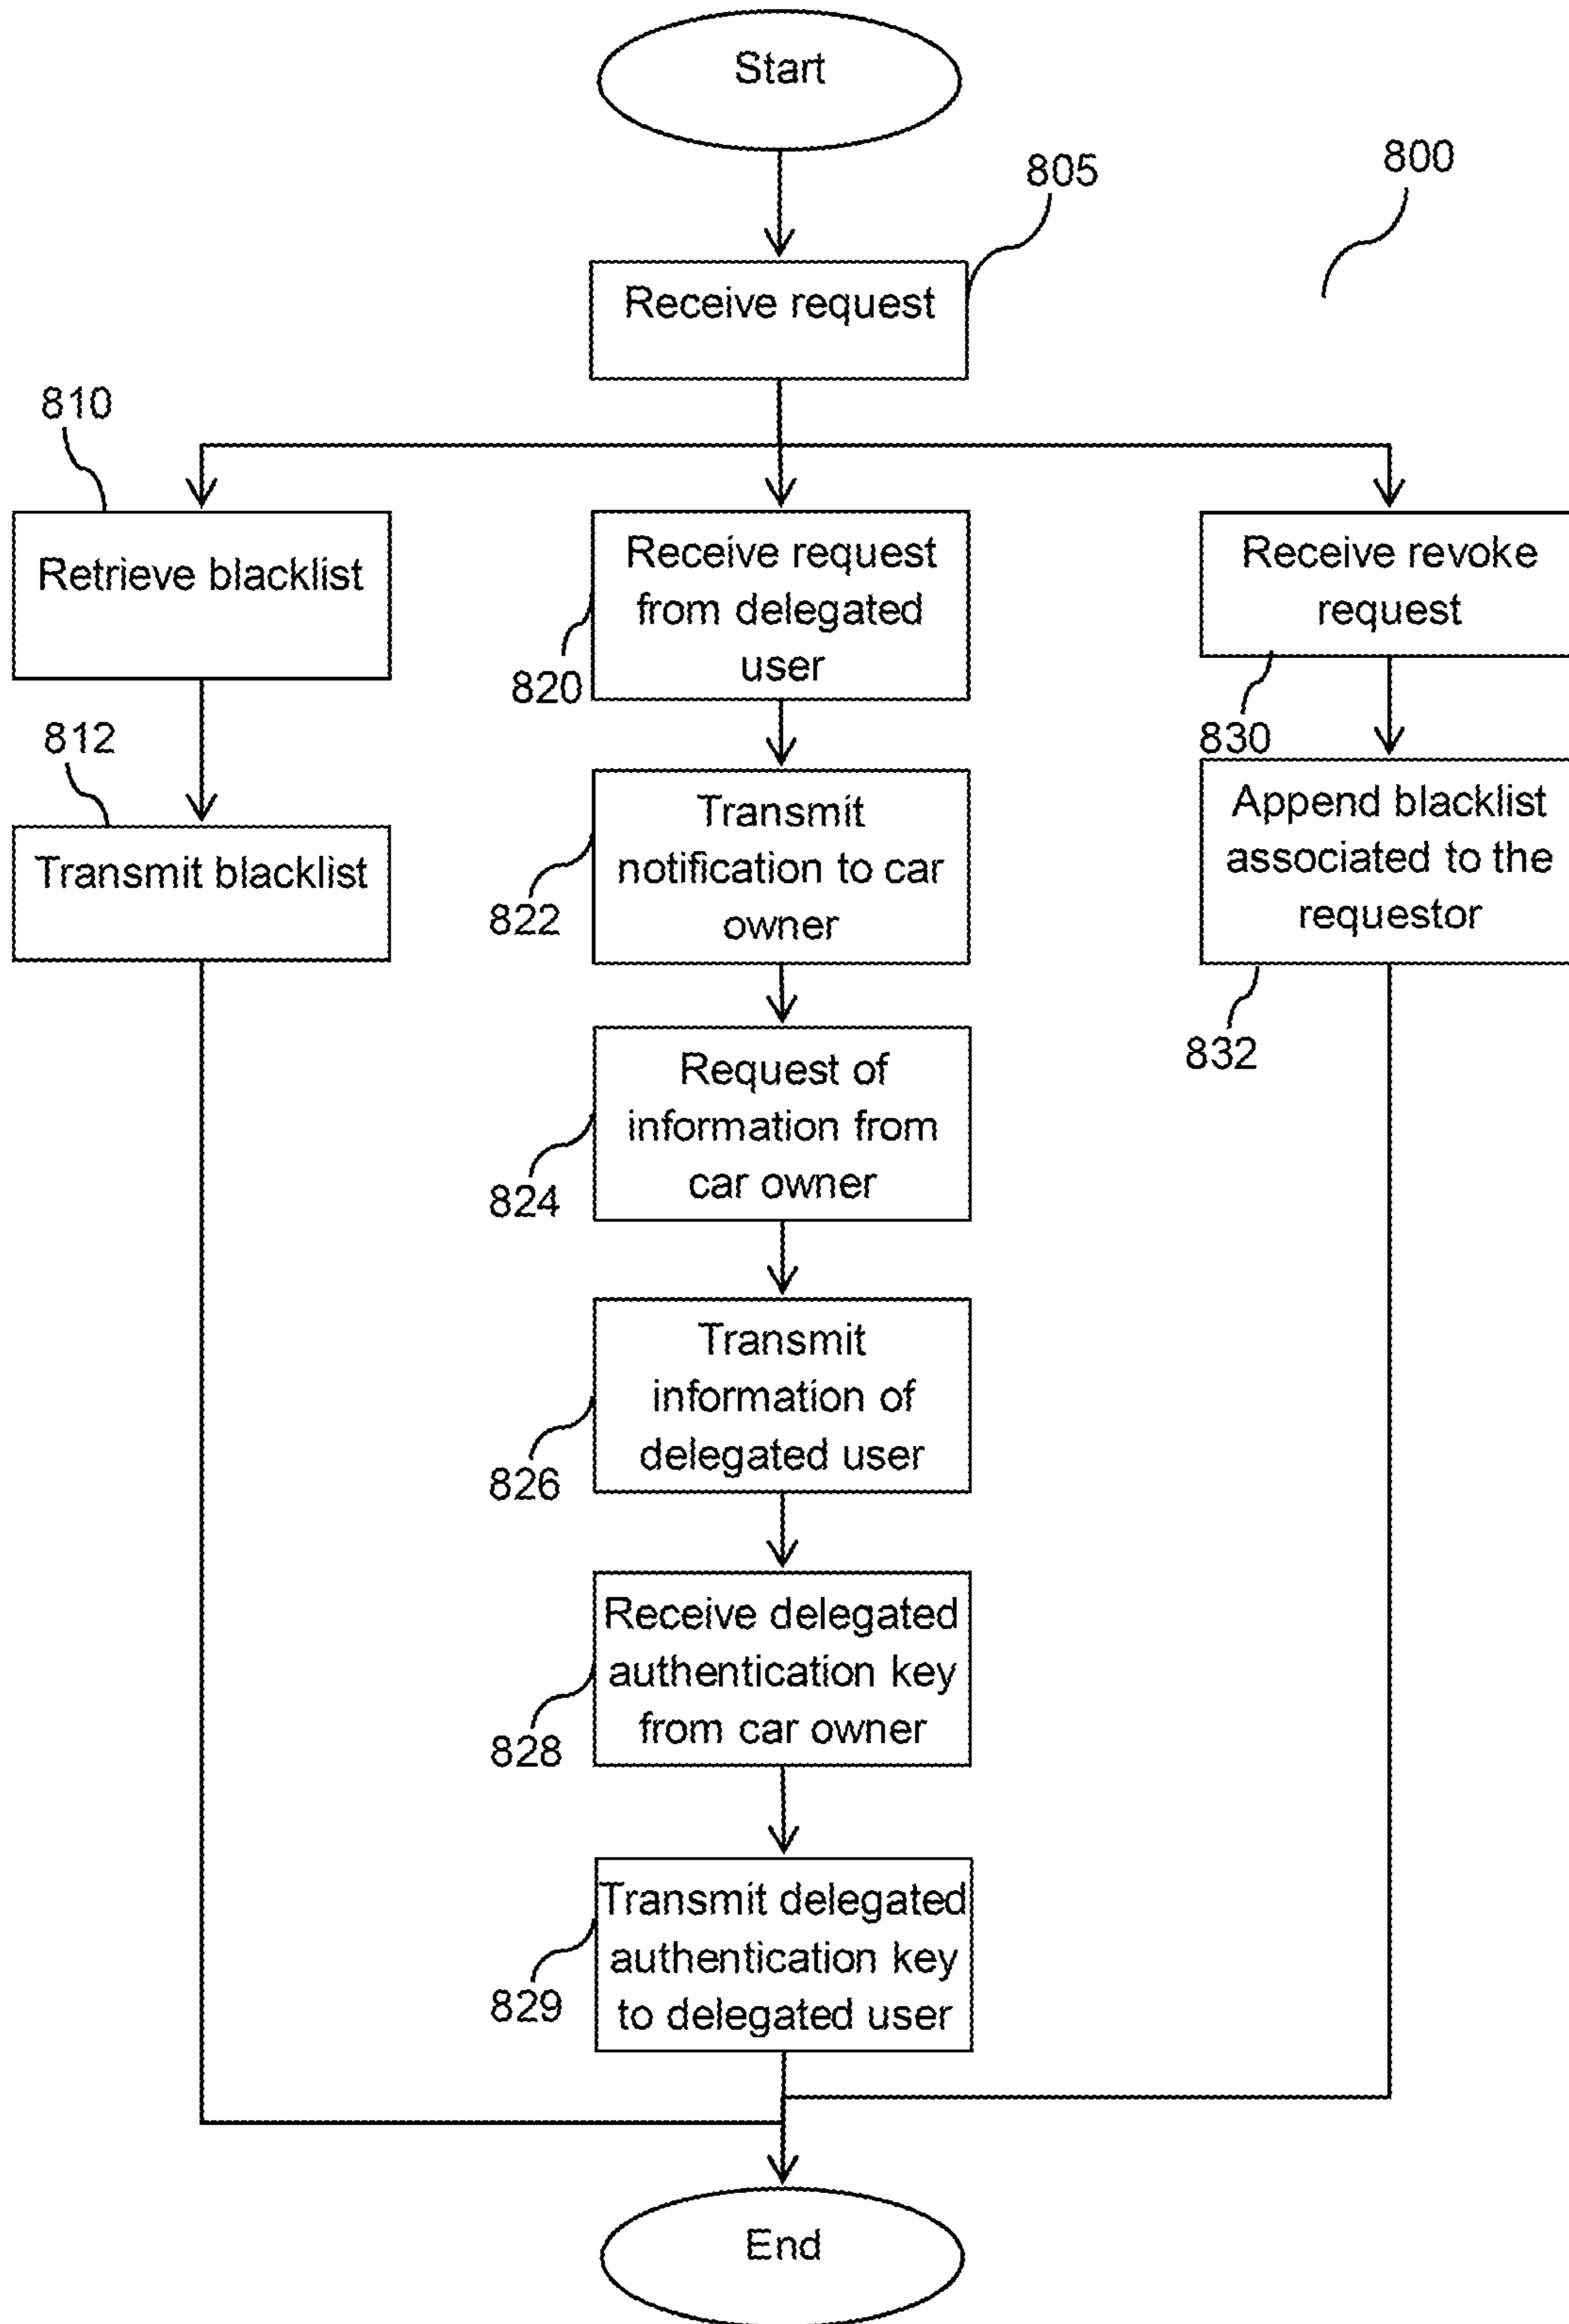 Start
805
800
Receive request
810
Retrieve blacklist
Receive request
from delegated
user
820
Receive revoke
request
830
812
Transmit blacklist
Transmit
notification to car
owner
822
Append blacklist
associated to the
requestor
832
Request of
information from
car owner
824
Transmit
information of
delegated user
826
Receive delegated
authentication key
from car owner
828
Transmit delegated
authentication key
to delegated user
829
End